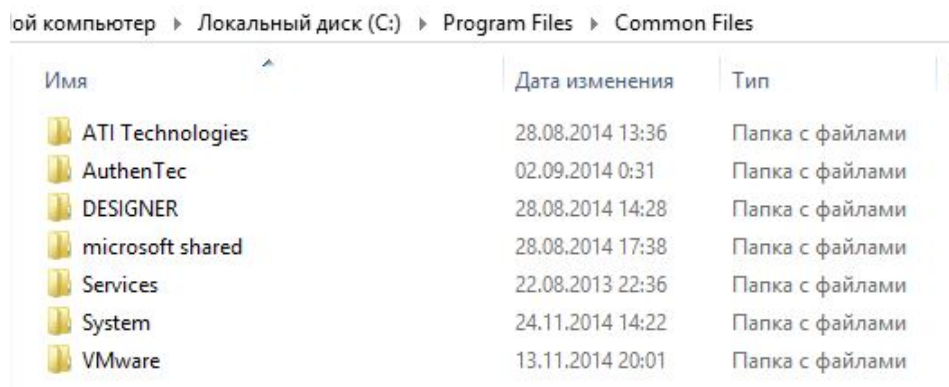 ой компьютер ▸ Локальный диск (C:) ▸ Program Files ▸ Common Files
Имя Дата изменения Тип
ATI Technologies 28.08.2014 13:36 Папка с файлами
AuthenTec 02.09.2014 0:31 Папка с файлами
DESIGNER 28.08.2014 14:28 Папка с файлами
microsoft shared 28.08.2014 17:38 Папка с файлами
Services 22.08.2013 22:36 Папка с файлами
System 24.11.2014 14:22 Папка с файлами
VMware 13.11.2014 20:01 Папка с файлами